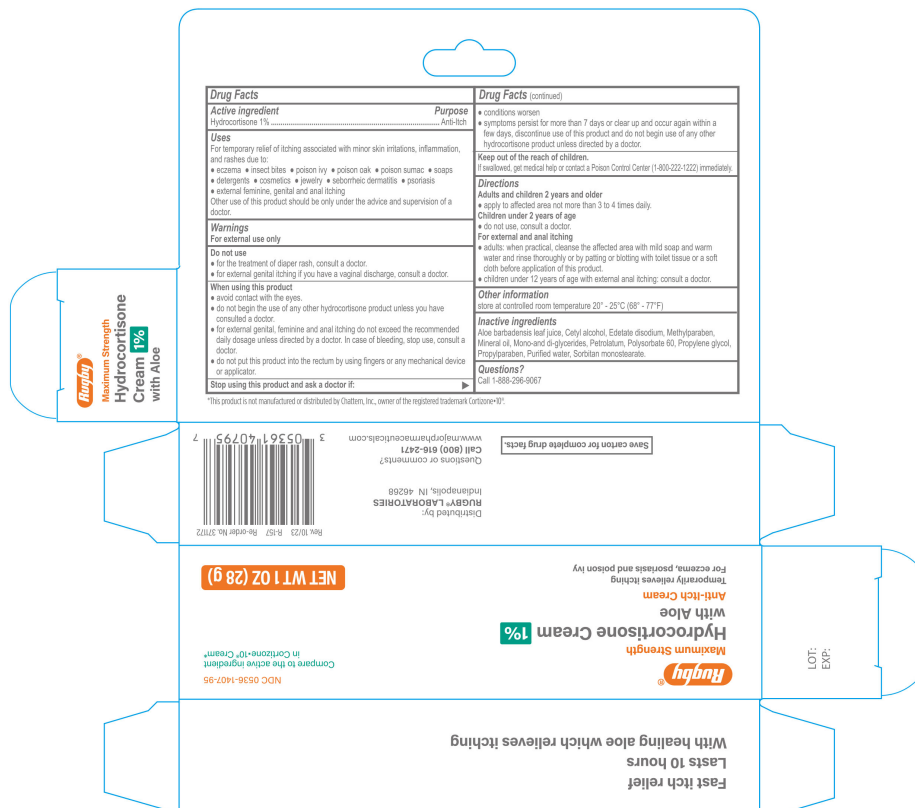 Drug Facts
Active ingredient Purpose
Hydrocortisone 1% ........ Anti-Itch
Uses
For temporary relief of itching associated with minor skin irritations, inflammation,
and rashes due to:
• eczema • insect bites • poison ivy • poison oak • poison sumac • soaps
• detergents • cosmetics • jewelry • seborrheic dermatitis • psoriasis
• external feminine, genital and anal itching
Other use of this product should be only under the advice and supervision of a
doctor.
Warnings
For external use only
Do not use
• for the treatment of diaper rash, consult a doctor.
• for external genital itching if you have a vaginal discharge, consult a doctor.
When using this product
• avoid contact with the eyes.
• do not begin the use of any other hydrocortisone product unless you have
consulted a doctor.
• for external genital, feminine and anal itching do not exceed the recommended
daily dosage unless directed by a doctor. In case of bleeding, stop use, consult a
doctor.
• do not put this product into the rectum by using fingers or any mechanical device
or applicator.
Stop using this product and ask a doctor if: ▶
Drug Facts (continued)
• conditions worsen
• symptoms persist for more than 7 days or clear up and occur again within a
few days, discontinue use of this product and do not begin use of any other
hydrocortisone product unless directed by a doctor.
Keep out of the reach of children.
If swallowed, get medical help or contact a Poison Control Center (1-800-222-1222) immediately.
Directions
Adults and children 2 years and older
• apply to affected area not more than 3 to 4 times daily.
Children under 2 years of age
• do not use, consult a doctor.
For external and anal itching
• adults: when practical, cleanse the affected area with mild soap and warm
water and rinse thoroughly or by patting or blotting with toilet tissue or a soft
cloth before application of this product.
• children under 12 years of age with external anal itching: consult a doctor.
Other information
store at controlled room temperature 20° - 25°C (68° - 77°F)
Inactive ingredients
Aloe barbadensis leaf juice, Cetyl alcohol, Edetate disodium, Methylparaben,
Mineral oil, Mono-and di-glycerides, Petrolatum, Polysorbate 60, Propylene glycol,
Propylparaben, Purified water, Sorbitan monostearate.
Questions?
Call 1-888-296-9067
*This product is not manufactured or distributed by Chattem, Inc., owner of the registered trademark Cortizone•10®.
Rugby®
Maximum Strength
Hydrocortisone
Cream 1%
with Aloe
Save carton for complete drug facts.
Distributed by:
RUGBY® LABORATORIES
Indianapolis, IN 46268
Questions or comments?
Call (800) 616-2471
www.majorpharmaceuticals.com
Rev. 10/23 R-157 Re-order No. 371172
3 05361 40795 7
Rugby®
Maximum Strength
Hydrocortisone Cream 1%
with Aloe
Anti-Itch Cream
Temporarily relieves itching
For eczema, psoriasis and poison ivy
NDC 0536-1407-95
Compare to the active ingredient
in Cortizone•10® Cream*
NET WT 1 OZ (28 g)
LOT:
EXP:
Fast itch relief
Lasts 10 hours
With healing aloe which relieves itching